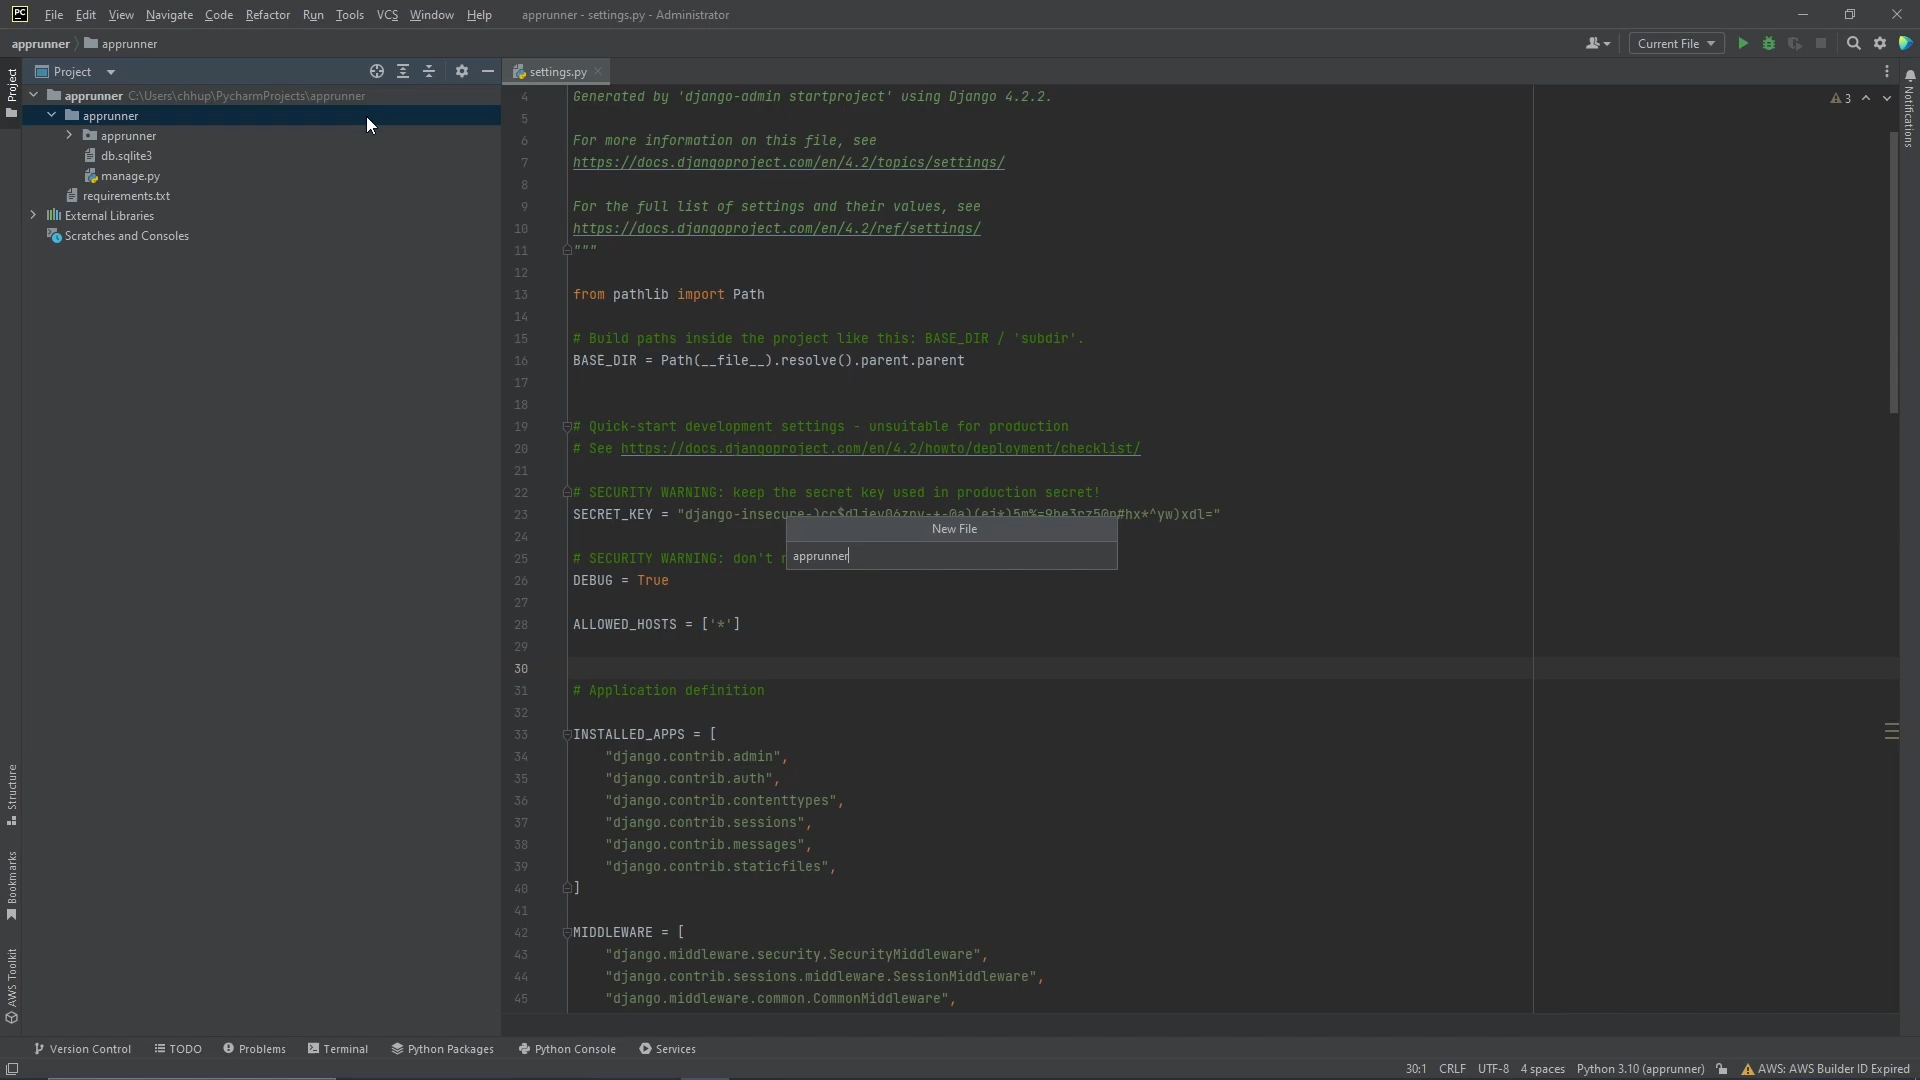 PC File Edit View Navigate Code Refactor Run Tools VCS Window Help apprunner - settings.py - Administrator
apprunner apprunner Current File
Project settings.py
Project
apprunner C:\Users\chhup\PycharmProjects\apprunner
apprunner
apprunner
db.sqlite3
manage.py
requirements.txt
External Libraries
Scratches and Consoles
Structure
Bookmarks
AWS Toolkit
4 Generated by 'django-admin startproject' using Django 4.2.2.
5
6 For more information on this file, see
7 https://docs.djangoproject.com/en/4.2/topics/settings/
8
9 For the full list of settings and their values, see
10 https://docs.djangoproject.com/en/4.2/ref/settings/
11 """
12
13 from pathlib import Path
14
15 # Build paths inside the project like this: BASE_DIR / 'subdir'.
16 BASE_DIR = Path(__file__).resolve().parent.parent
17
18
19 # Quick-start development settings - unsuitable for production
20 # See https://docs.djangoproject.com/en/4.2/howto/deployment/checklist/
21
22 # SECURITY WARNING: keep the secret key used in production secret!
23 SECRET_KEY =
24
25 # SECURITY WARNING: don't
26 DEBUG = True
27
28 ALLOWED_HOSTS = ['*']
29
30
31 # Application definition
32
33 INSTALLED_APPS = [
34 "django.contrib.admin",
35 "django.contrib.auth",
36 "django.contrib.contenttypes",
37 "django.contrib.sessions",
38 "django.contrib.messages",
39 "django.contrib.staticfiles",
40 ]
41
42 MIDDLEWARE = [
43 "django.middleware.security.SecurityMiddleware",
44 "django.contrib.sessions.middleware.SessionMiddleware",
45 "django.middleware.common.CommonMiddleware",
New File
apprunner
3
Notifications
Version Control TODO Problems Terminal Python Packages Python Console Services
30:1 CRLF UTF-8 4 spaces Python 3.10 (apprunner) AWS: AWS Builder ID Expired